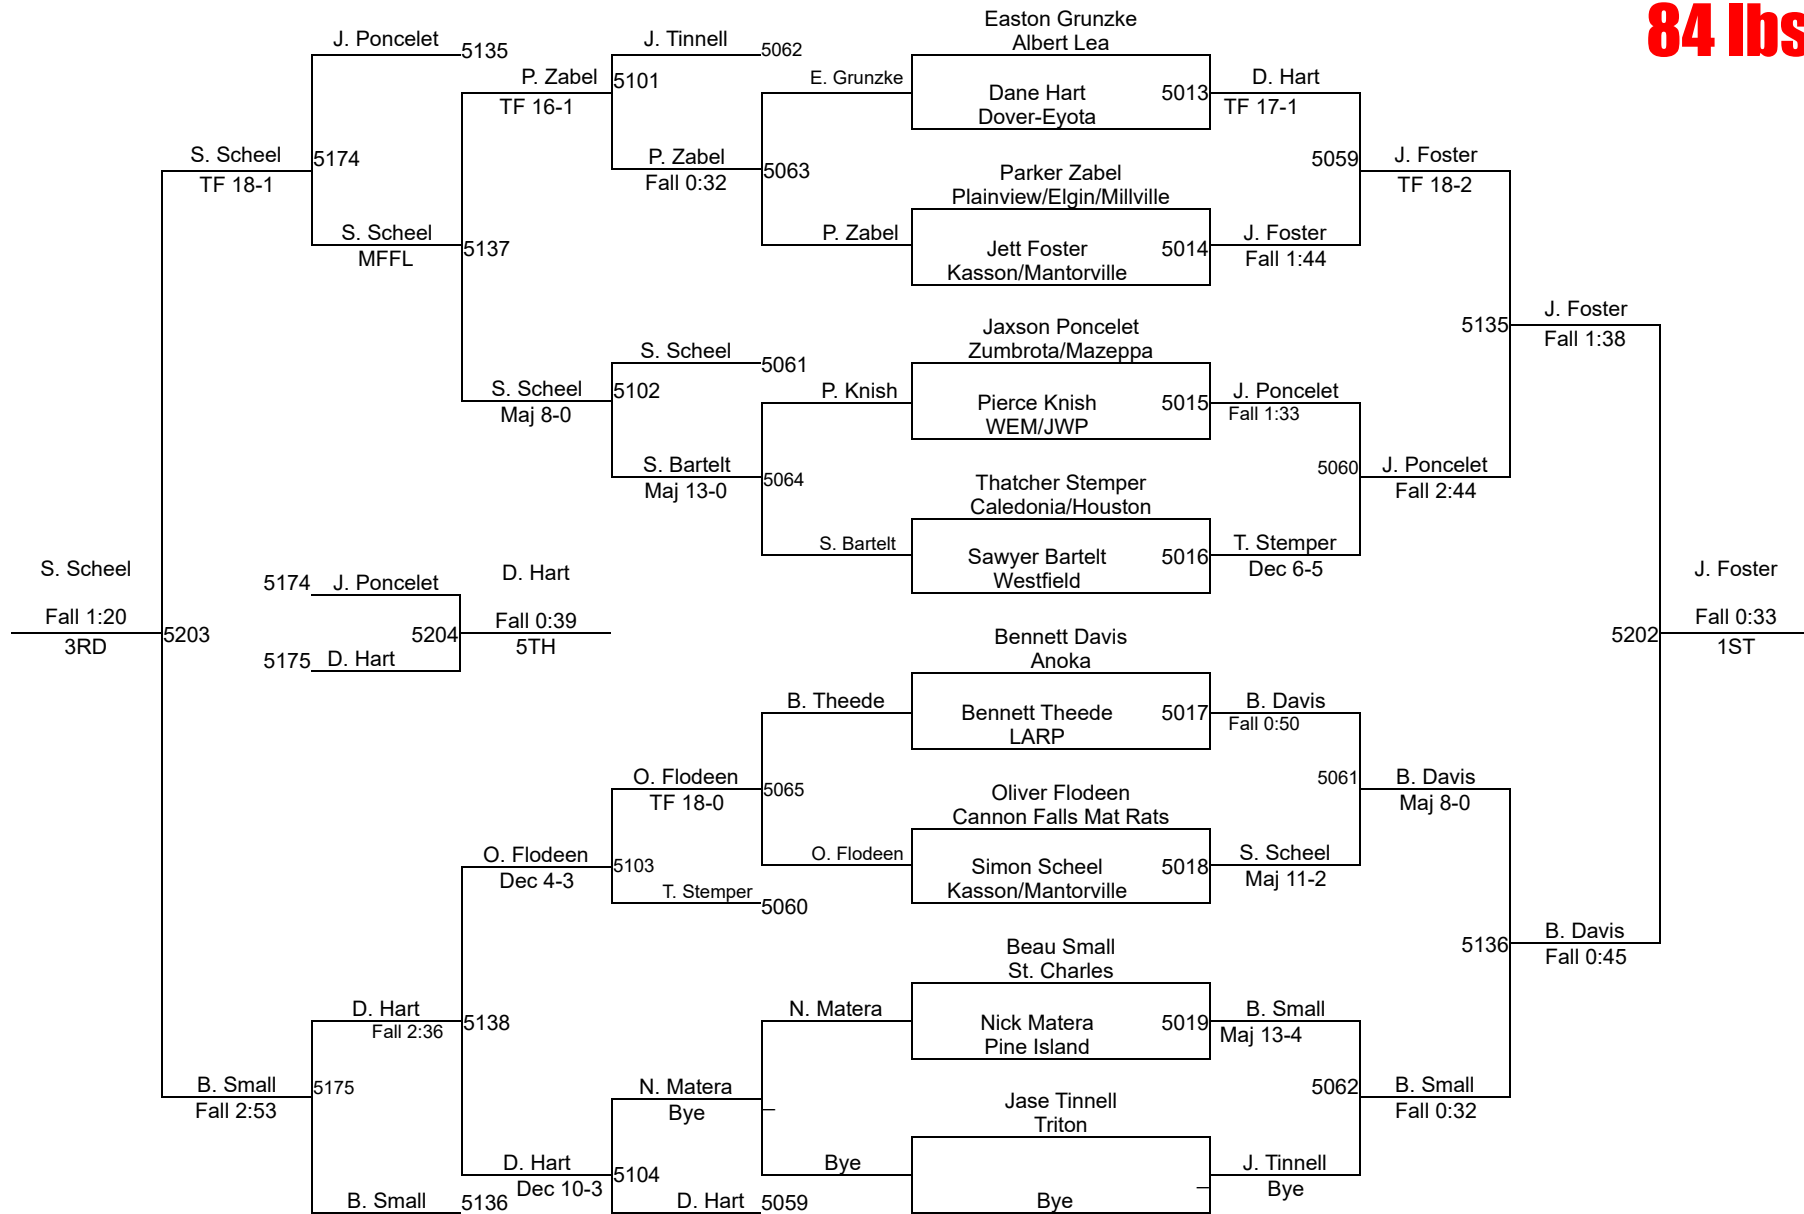 84 lbs
Easton Grunzke
Albert Lea
J. Poncelet
5135
J. Tinnell
5062
P. Zabel
5101
TF 16-1
E. Grunzke
Dane Hart
5013
Dover-Eyota
D. Hart
TF 17-1
S. Scheel
5174
TF 18-1
P. Zabel
5063
Fall 0:32
Parker Zabel
Plainview/Elgin/Millville
5059
J. Foster
TF 18-2
S. Scheel
5137
MFFL
P. Zabel
Jett Foster
5014
Kasson/Mantorville
J. Foster
Fall 1:44
Jaxson Poncelet
Zumbrota/Mazeppa
5135
J. Foster
Fall 1:38
S. Scheel
5061
S. Scheel
5102
Maj 8-0
P. Knish
Pierce Knish
5015
WEM/JWP
J. Poncelet
Fall 1:33
S. Bartelt
5064
Maj 13-0
Thatcher Stemper
Caledonia/Houston
5060
J. Poncelet
Fall 2:44
S. Bartelt
Sawyer Bartelt
5016
Westfield
T. Stemper
Dec 6-5
S. Scheel
Fall 1:20
3RD
5203
5174
J. Poncelet
5175
D. Hart
5204
D. Hart
Fall 0:39
5TH
J. Foster
Fall 0:33
1ST
5202
Bennett Davis
Anoka
B. Theede
Bennett Theede
5017
LARP
B. Davis
Fall 0:50
O. Flodeen
5065
TF 18-0
Oliver Flodeen
Cannon Falls Mat Rats
5061
B. Davis
Maj 8-0
O. Flodeen
5103
Dec 4-3
O. Flodeen
Simon Scheel
5018
Kasson/Mantorville
S. Scheel
Maj 11-2
T. Stemper
5060
Beau Small
St. Charles
5136
B. Davis
Fall 0:45
D. Hart
5138
Fall 2:36
N. Matera
Nick Matera
5019
Pine Island
B. Small
Maj 13-4
B. Small
5175
Fall 2:53
N. Matera
Bye
–
Jase Tinnell
Triton
5062
B. Small
Fall 0:32
D. Hart
5104
Dec 10-3
Bye
–
J. Tinnell
Bye
B. Small
5136
D. Hart
5059
Bye